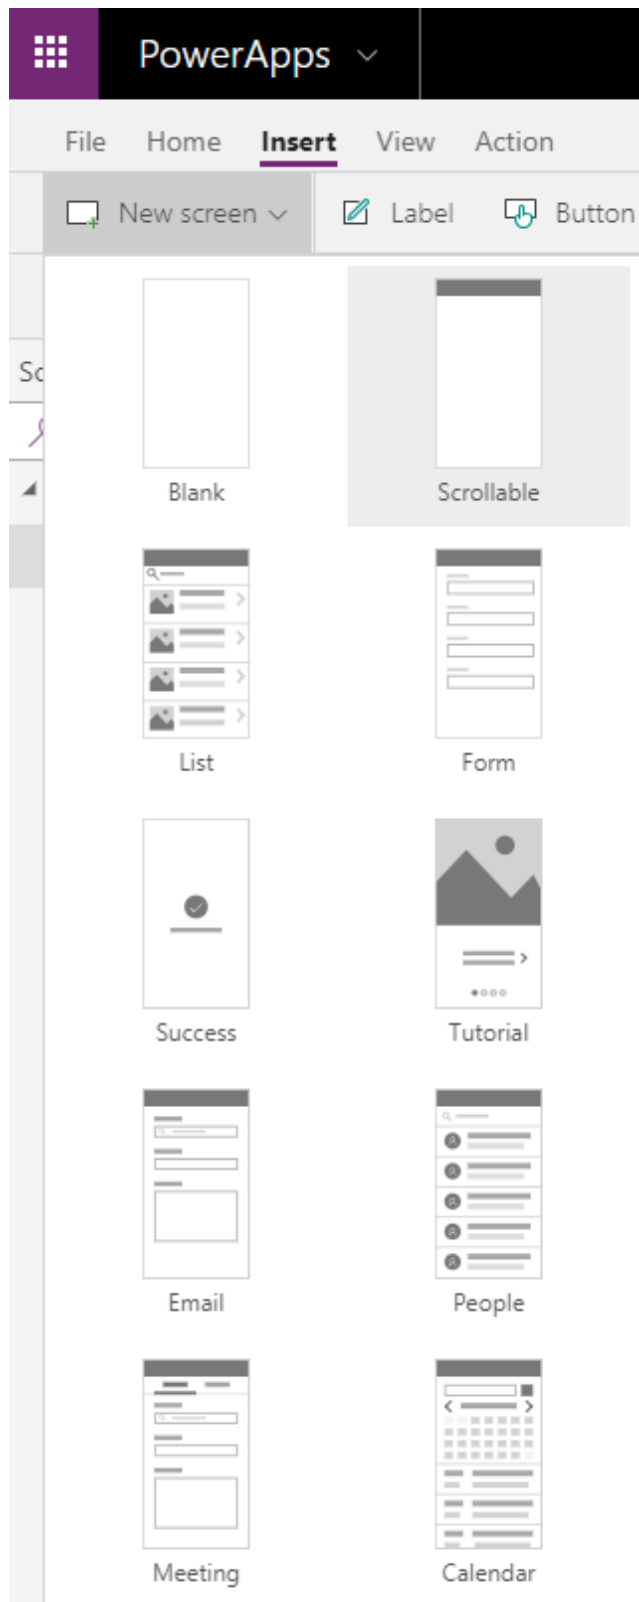 PowerApps
File Home Insert View Action
New screen Label Button
Sc
Blank Scrollable
List Form
Success Tutorial
Email People
Meeting Calendar